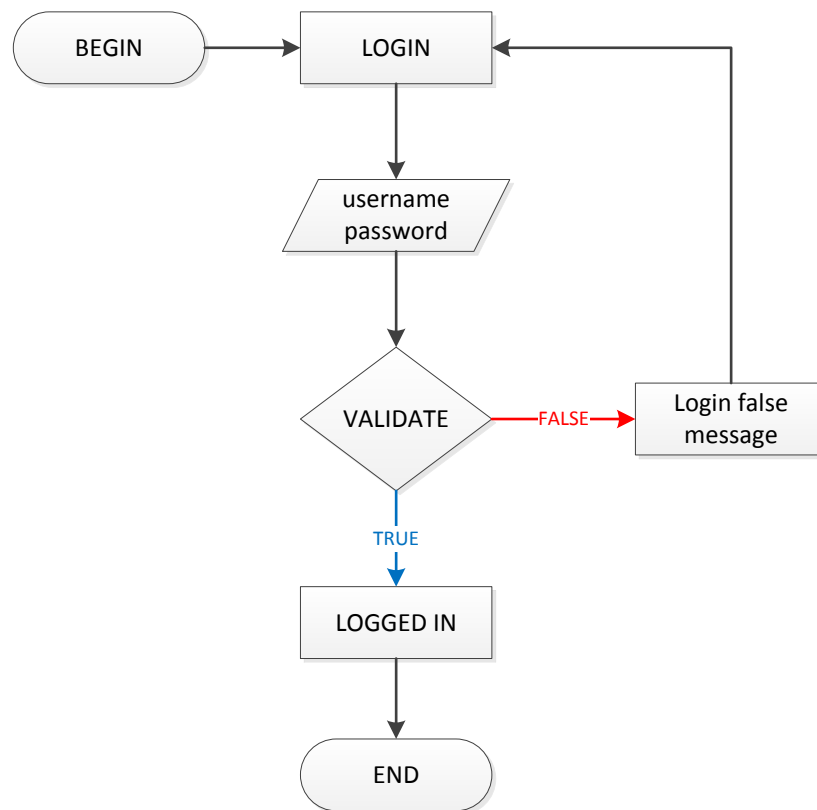 BEGIN
LOGIN
username
password
VALIDATE
FALSE
Login false
message
TRUE
LOGGED IN
END